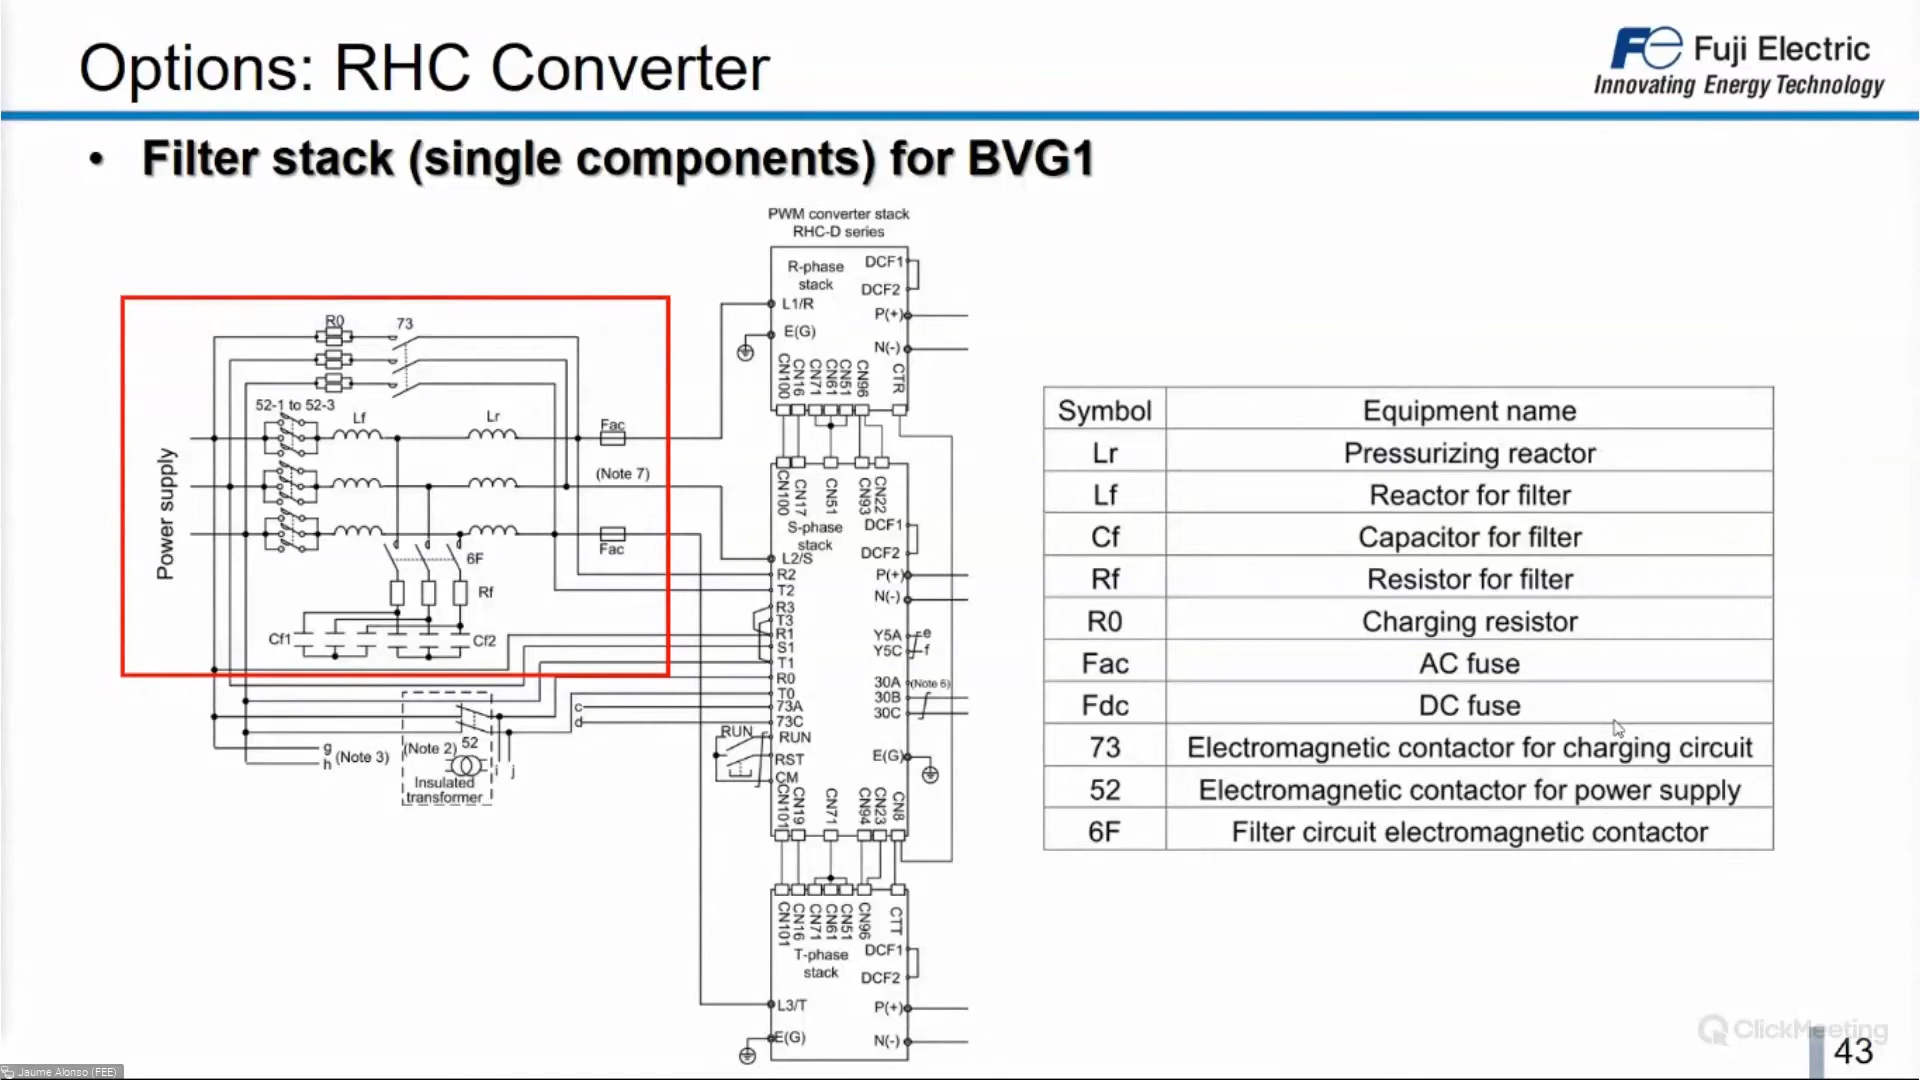 Options: RHC Converter
Fuji Electric
Innovating Energy Technology
• Filter stack (single components) for BVG1
PWM converter stack
RHC-D series
R-phase
stack
DCF1
DCF2
L1/R
E(G)
P(+)
N(-)
CN100
CN16
CN71
CN61
CN51
CN96
CTR
R0
73
52-1 to 52-3
Lf
Lr
Fac
(Note 7)
Fac
Power supply
6F
Rf
Cf1
Cf2
CN100
CN17
CN51
CN93
CN22
S-phase
stack
DCF1
DCF2
L2/S
R2
T2
R3
T3
R1
S1
T1
R0
T0
73A
73C
RUN
RST
CM
P(+)
N(-)
Y5A
Y5C
e
f
30A
30B
30C
(Note 6)
E(G)
c
d
RUN
g
h
(Note 3)
(Note 2)
52
Insulated
transformer
i
j
CN101
CN19
CN71
CN94
CN23
CN8
CN101
CN16
CN71
CN61
CN51
CN96
CTT
T-phase
stack
DCF1
DCF2
L3/T
E(G)
P(+)
N(-)
Symbol Equipment name
Lr Pressurizing reactor
Lf Reactor for filter
Cf Capacitor for filter
Rf Resistor for filter
R0 Charging resistor
Fac AC fuse
Fdc DC fuse
73 Electromagnetic contactor for charging circuit
52 Electromagnetic contactor for power supply
6F Filter circuit electromagnetic contactor
ClickMeeting
43
Jaume Alonso (FEE)